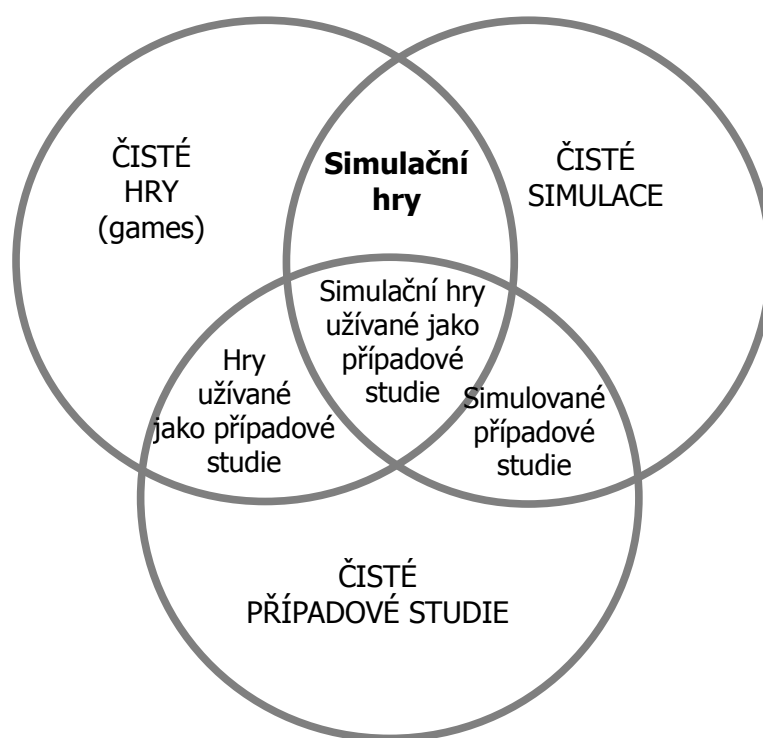 ČISTÉ
HRY
(games)
Simulační
hry
ČISTÉ
SIMULACE
Simulační hry
užívané jako
případové
studie
Hry
užívané
jako případové
studie
Simulované
případové
studie
ČISTÉ
PŘÍPADOVÉ STUDIE